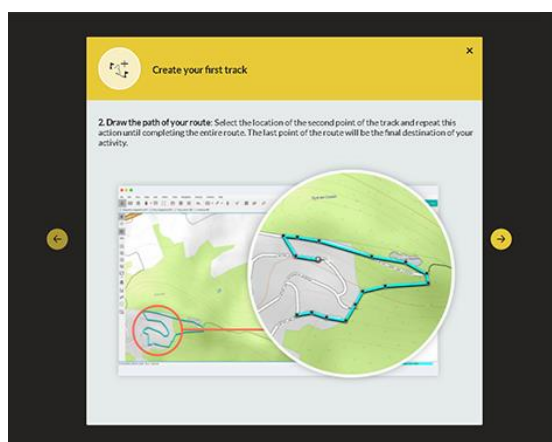 Create your first track
2. Draw the path of your route: Select the location of the second point of the track and repeat this
action until completing the entire route. The last point of the route will be the final destination of your
activity.